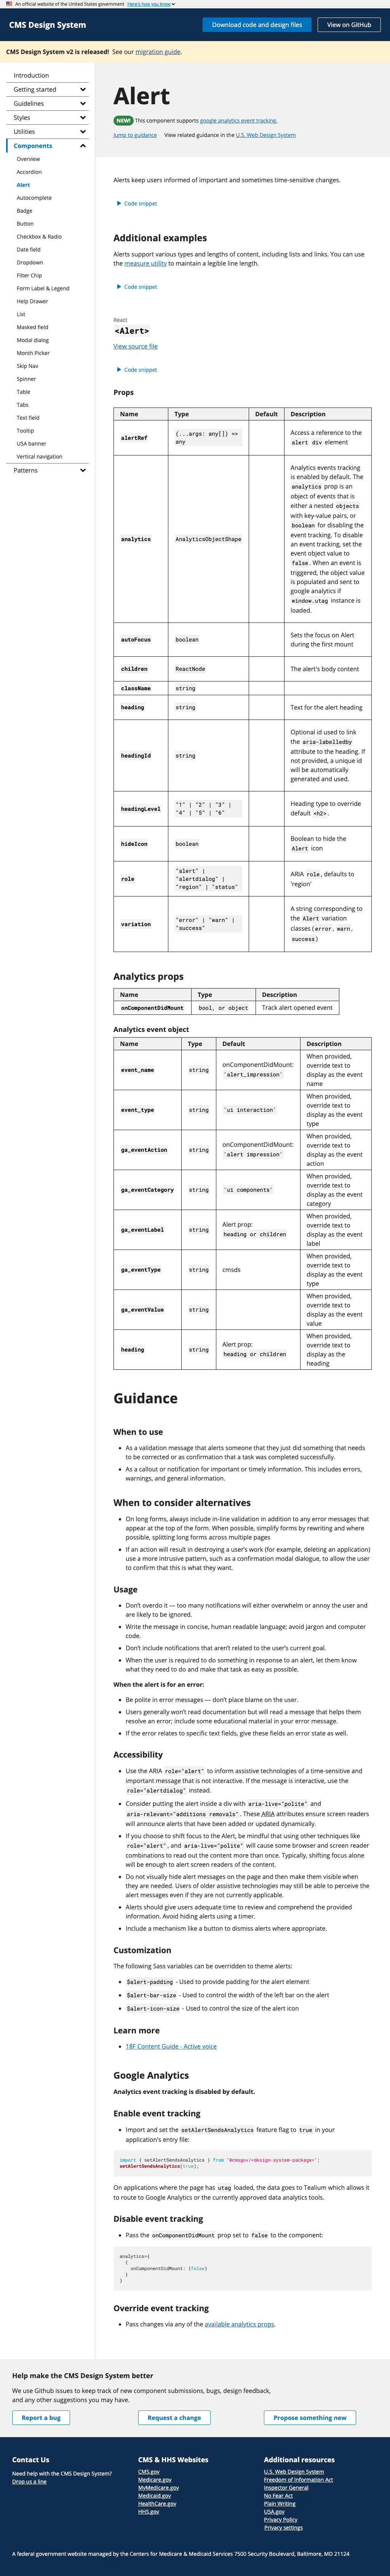 An official website of the United States government Here's how you know
CMS Design System
Download code and design files
View on GitHub
CMS Design System v2 is released! See our migration guide.
Introduction
Getting started
Guidelines
Styles
Utilities
Components
Overview
Accordion
Alert
Autocomplete
Badge
Button
Checkbox & Radio
Date field
Dropdown
Filter Chip
Form Label & Legend
Help Drawer
List
Masked field
Modal dialog
Month Picker
Skip Nav
Spinner
Table
Tabs
Text field
Tooltip
USA banner
Vertical navigation
Patterns
Alert
NEW! This component supports google analytics event tracking.
Jump to guidance View related guidance in the U.S. Web Design System
Alerts keep users informed of important and sometimes time-sensitive changes.
Code snippet
Additional examples
Alerts support various types and lengths of content, including lists and links. You can use
the measure utility to maintain a legible line length.
Code snippet
React
<Alert>
View source file
Code snippet
Props
Name Type Default Description
alertRef (...args: any[]) => any Access a reference to the alert div element
analytics AnalyticsObjectShape Analytics events tracking is enabled by default. The analytics prop is an object of events that is either a nested objects with key-value pairs, or boolean for disabling the event tracking. To disable an event tracking, set the event object value to false. When an event is triggered, the object value is populated and sent to google analytics if window.utag instance is loaded.
autoFocus boolean Sets the focus on Alert during the first mount
children ReactNode The alert's body content
className string
heading string Text for the alert heading
headingId string Optional id used to link the aria-labelledby attribute to the heading. If not provided, a unique id will be automatically generated and used.
headingLevel "1" | "2" | "3" | "4" | "5" | "6" Heading type to override default <h2>.
hideIcon boolean Boolean to hide the Alert icon
role "alert" | "alertdialog" | "region" | "status" ARIA role, defaults to 'region'
variation "error" | "warn" | "success" A string corresponding to the Alert variation classes (error, warn, success)
Analytics props
Name Type Description
onComponentDidMount bool, or object Track alert opened event
Analytics event object
Name Type Default Description
event_name string onComponentDidMount: 'alert_impression' When provided, override text to display as the event name
event_type string 'ui interaction' When provided, override text to display as the event type
ga_eventAction string onComponentDidMount: 'alert impression' When provided, override text to display as the event action
ga_eventCategory string 'ui components' When provided, override text to display as the event category
ga_eventLabel string Alert prop: heading or children When provided, override text to display as the event label
ga_eventType string cmsds When provided, override text to display as the event type
ga_eventValue string When provided, override text to display as the event value
heading string Alert prop: heading or children When provided, override text to display as the heading
Guidance
When to use
As a validation message that alerts someone that they just did something that needs
to be corrected or as confirmation that a task was completed successfully.
As a callout or notification for important or timely information. This includes errors,
warnings, and general information.
When to consider alternatives
On long forms, always include in-line validation in addition to any error messages that
appear at the top of the form. When possible, simplify forms by rewriting and where
possible, splitting long forms across multiple pages
If an action will result in destroying a user's work (for example, deleting an application)
use a more intrusive pattern, such as a confirmation modal dialogue, to allow the user
to confirm that this is what they want.
Usage
Don't overdo it — too many notifications will either overwhelm or annoy the user and
are likely to be ignored.
Write the message in concise, human readable language; avoid jargon and computer
code.
Don't include notifications that aren't related to the user's current goal.
When the user is required to do something in response to an alert, let them know
what they need to do and make that task as easy as possible.
When the alert is for an error:
Be polite in error messages — don't place blame on the user.
Users generally won't read documentation but will read a message that helps them
resolve an error; include some educational material in your error message.
If the error relates to specific text fields, give these fields an error state as well.
Accessibility
Use the ARIA role="alert" to inform assistive technologies of a time-sensitive and
important message that is not interactive. If the message is interactive, use the
role="alertdialog" instead.
Consider putting the alert inside a div with aria-live="polite" and
aria-relevant="additions removals". These ARIA attributes ensure screen readers
will announce alerts that have been added or updated dynamically.
If you choose to shift focus to the Alert, be mindful that using other techniques like
role="alert", and aria-live="polite" will cause some browser and screen reader
combinations to read out the content more than once. Typically, shifting focus alone
will be enough to alert screen readers of the content.
Do not visually hide alert messages on the page and then make them visible when
they are needed. Users of older assistive technologies may still be able to perceive the
alert messages even if they are not currently applicable.
Alerts should give users adequate time to review and comprehend the provided
information. Avoid hiding alerts using a timer.
Include a mechanism like a button to dismiss alerts where appropriate.
Customization
The following Sass variables can be overridden to theme alerts:
$alert-padding - Used to provide padding for the alert element
$alert-bar-size - Used to control the width of the left bar on the alert
$alert-icon-size - Used to control the size of the alert icon
Learn more
18F Content Guide - Active voice
Google Analytics
Analytics event tracking is disabled by default.
Enable event tracking
Import and set the setAlertSendsAnalytics feature flag to true in your
application's entry file:
import { setAlertSendsAnalytics } from "@cmsgov/<design-system-package>";
setAlertSendsAnalytics(true);
On applications where the page has utag loaded, the data goes to Tealium which allows it
to route to Google Analytics or the currently approved data analytics tools.
Disable event tracking
Pass the onComponentDidMount prop set to false to the component:
analytics={
{
onComponentDidMount: {false}
}
}
Override event tracking
Pass changes via any of the available analytics props.
Help make the CMS Design System better
We use Github issues to keep track of new component submissions, bugs, design feedback,
and any other suggestions you may have.
Report a bug
Request a change
Propose something new
Contact Us
Need help with the CMS Design System?
Drop us a line
CMS & HHS Websites
CMS.gov
Medicare.gov
MyMedicare.gov
Medicaid.gov
HealthCare.gov
HHS.gov
Additional resources
U.S. Web Design System
Freedom of Information Act
Inspector General
No Fear Act
Plain Writing
USA.gov
Privacy Policy
Privacy settings
A federal government website managed by the Centers for Medicare & Medicaid Services 7500 Security Boulevard, Baltimore, MD 21124